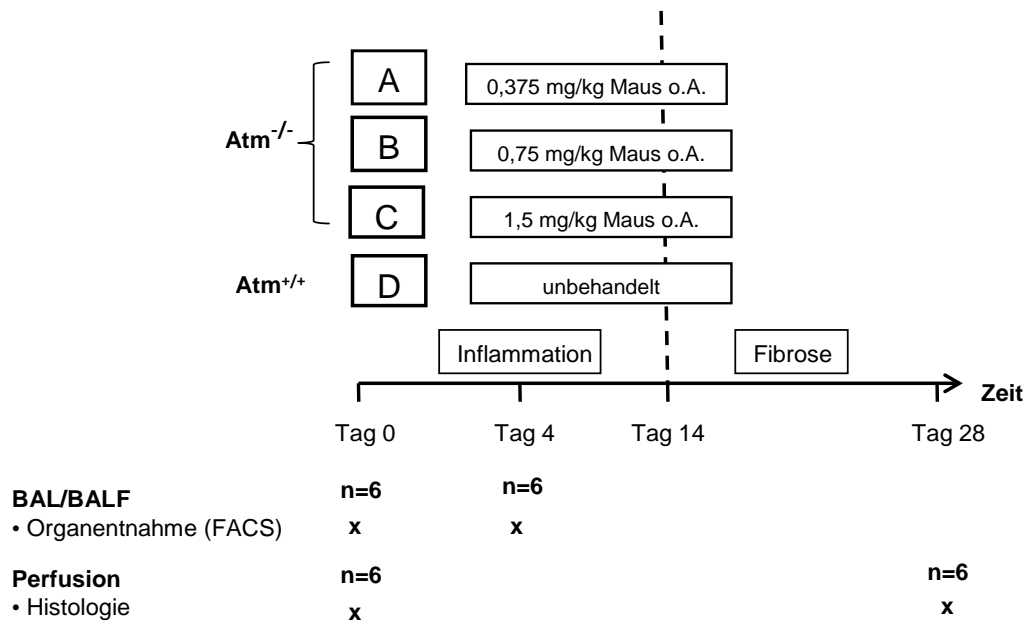 A
0,375 mg/kg Maus o.A.
Atm-/-
B
0,75 mg/kg Maus o.A.
C
1,5 mg/kg Maus o.A.
Atm+/+
D
unbehandelt
Inflammation
Fibrose
Zeit
Tag 0
Tag 4
Tag 14
Tag 28
BAL/BALF
n=6
n=6
• Organentnahme (FACS)
x
x
Perfusion
n=6
n=6
• Histologie
x
x